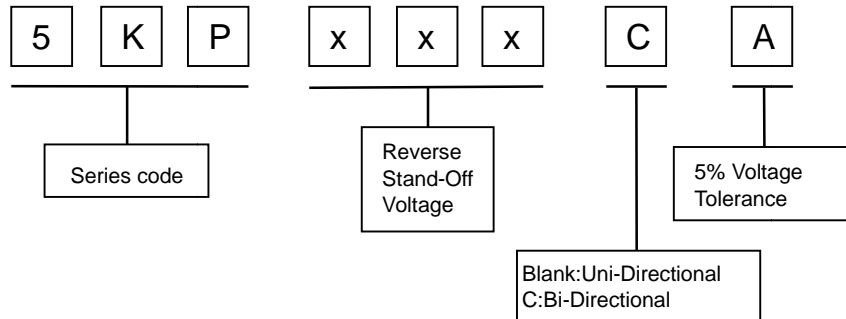 5 K P x x x C A
Series code
Reverse
Stand-Off
Voltage
5% Voltage
Tolerance
Blank:Uni-Directional
C:Bi-Directional